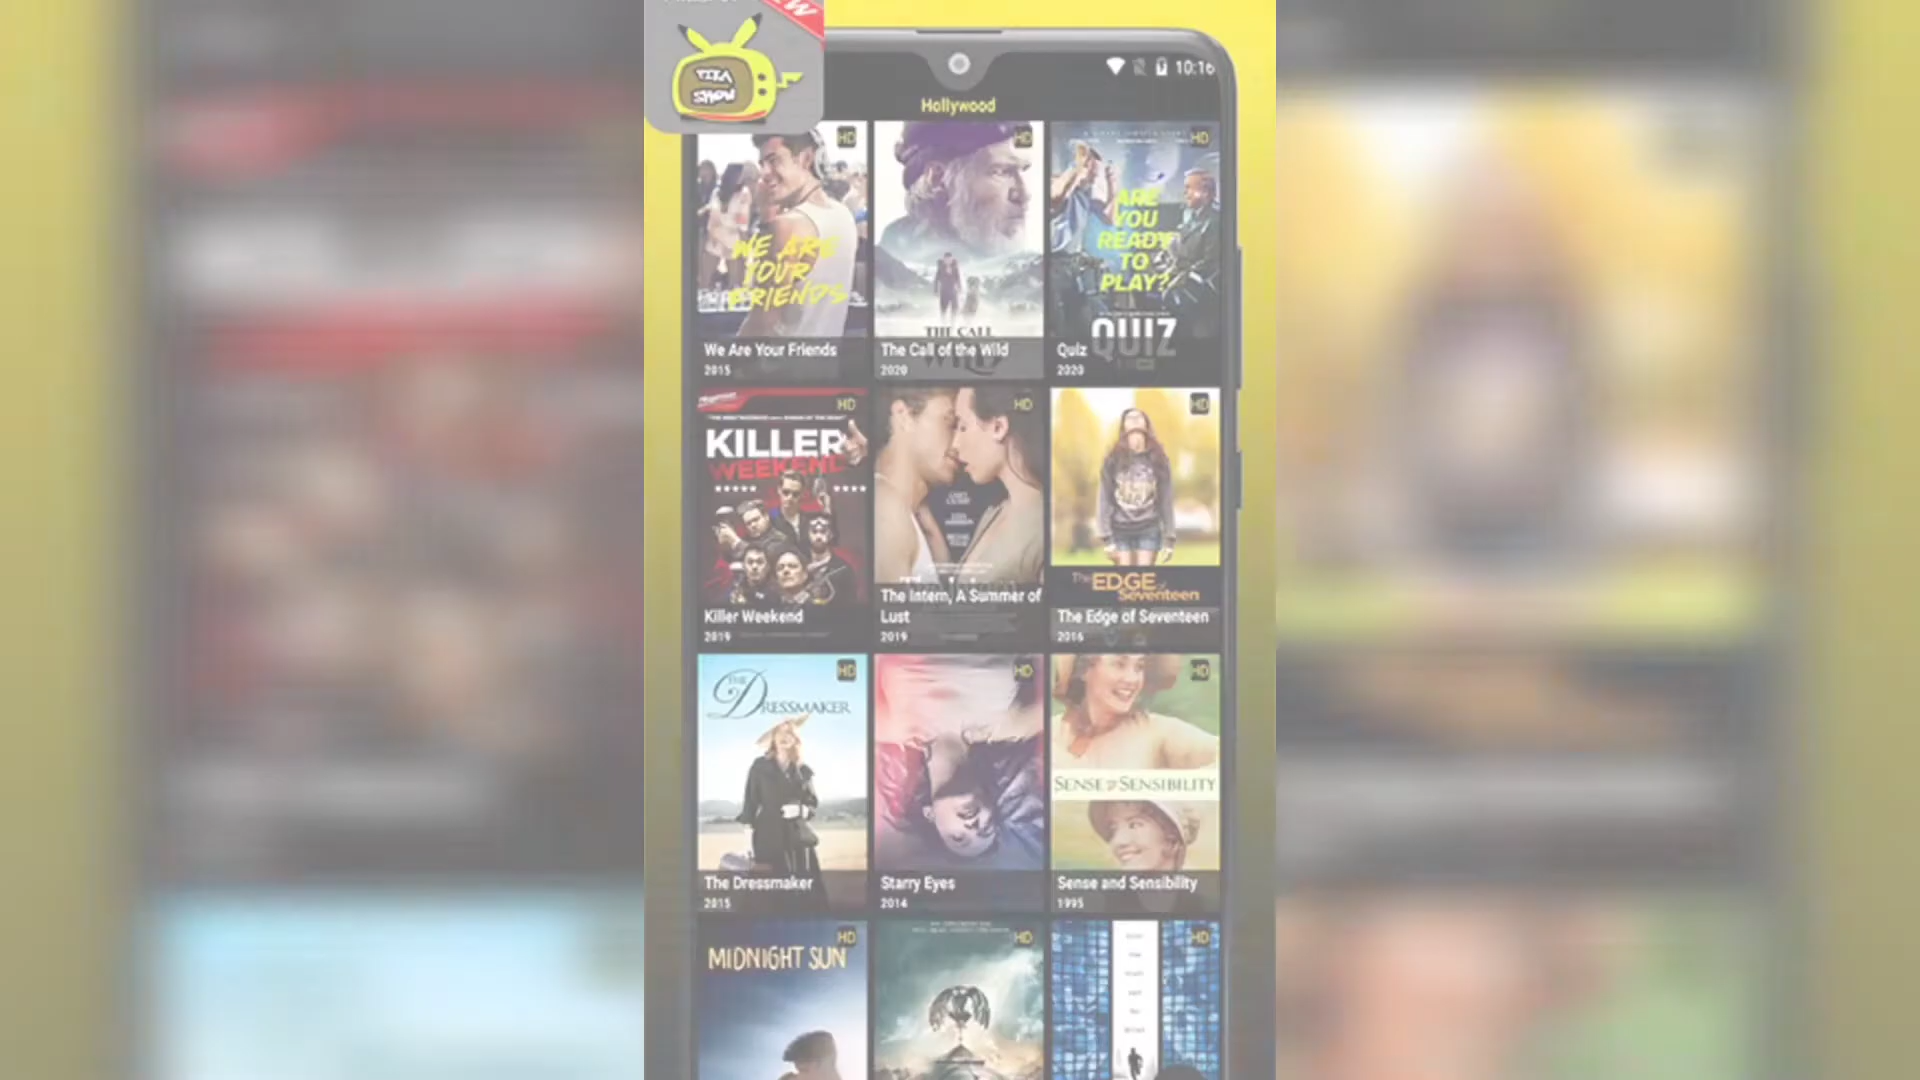 PIKA
SHOW
10:16
Hollywood
HD
HD
HD
WE ARE
YOUR
FRIENDS
THE CALL
WILD
ARE
YOU
READY
TO
PLAY?
QUIZ
We Are Your Friends
2015
The Call of the Wild
2020
Quiz
2020
HD
HD
HD
KILLER
WEEKEND
The EDGE of
Seventeen
Killer Weekend
2019
The Intern, A Summer of
Lust
2019
The Edge of Seventeen
2016
HD
HD
HD
THE
DRESSMAKER
SENSE AND SENSIBILITY
The Dressmaker
2015
Starry Eyes
2014
Sense and Sensibility
1995
HD
HD
HD
MIDNIGHT SUN